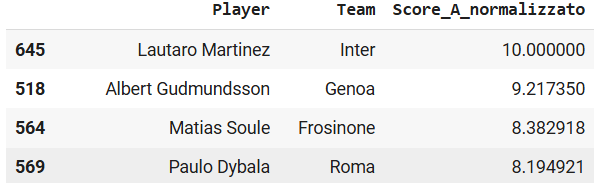 Player Team Score_A_normalizzato
645 Lautaro Martinez Inter 10.000000
518 Albert Gudmundsson Genoa 9.217350
564 Matias Soule Frosinone 8.382918
569 Paulo Dybala Roma 8.194921